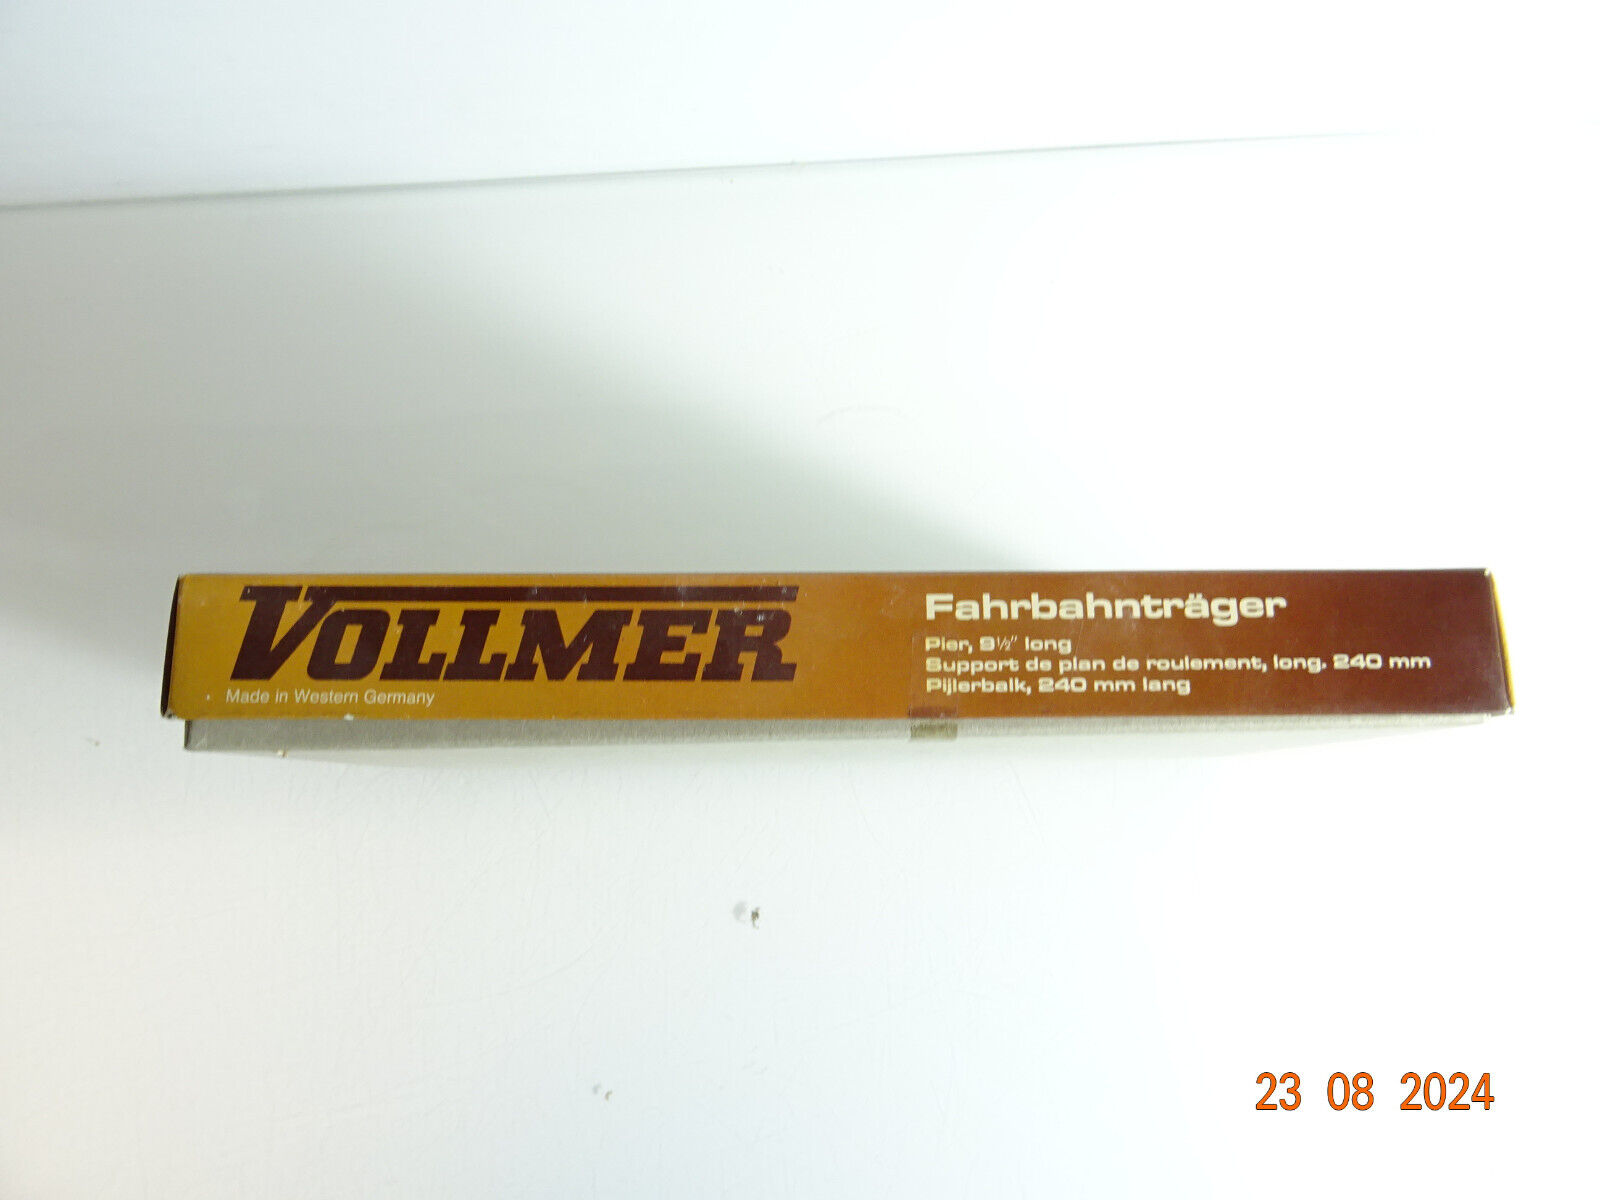 VOLLMER
Made in Western Germany
Fahrbahnträger
Pier, 9½" long
Support de plan de roulement, long. 240 mm
Pijlerbalk, 240 mm lang
23 08 2024